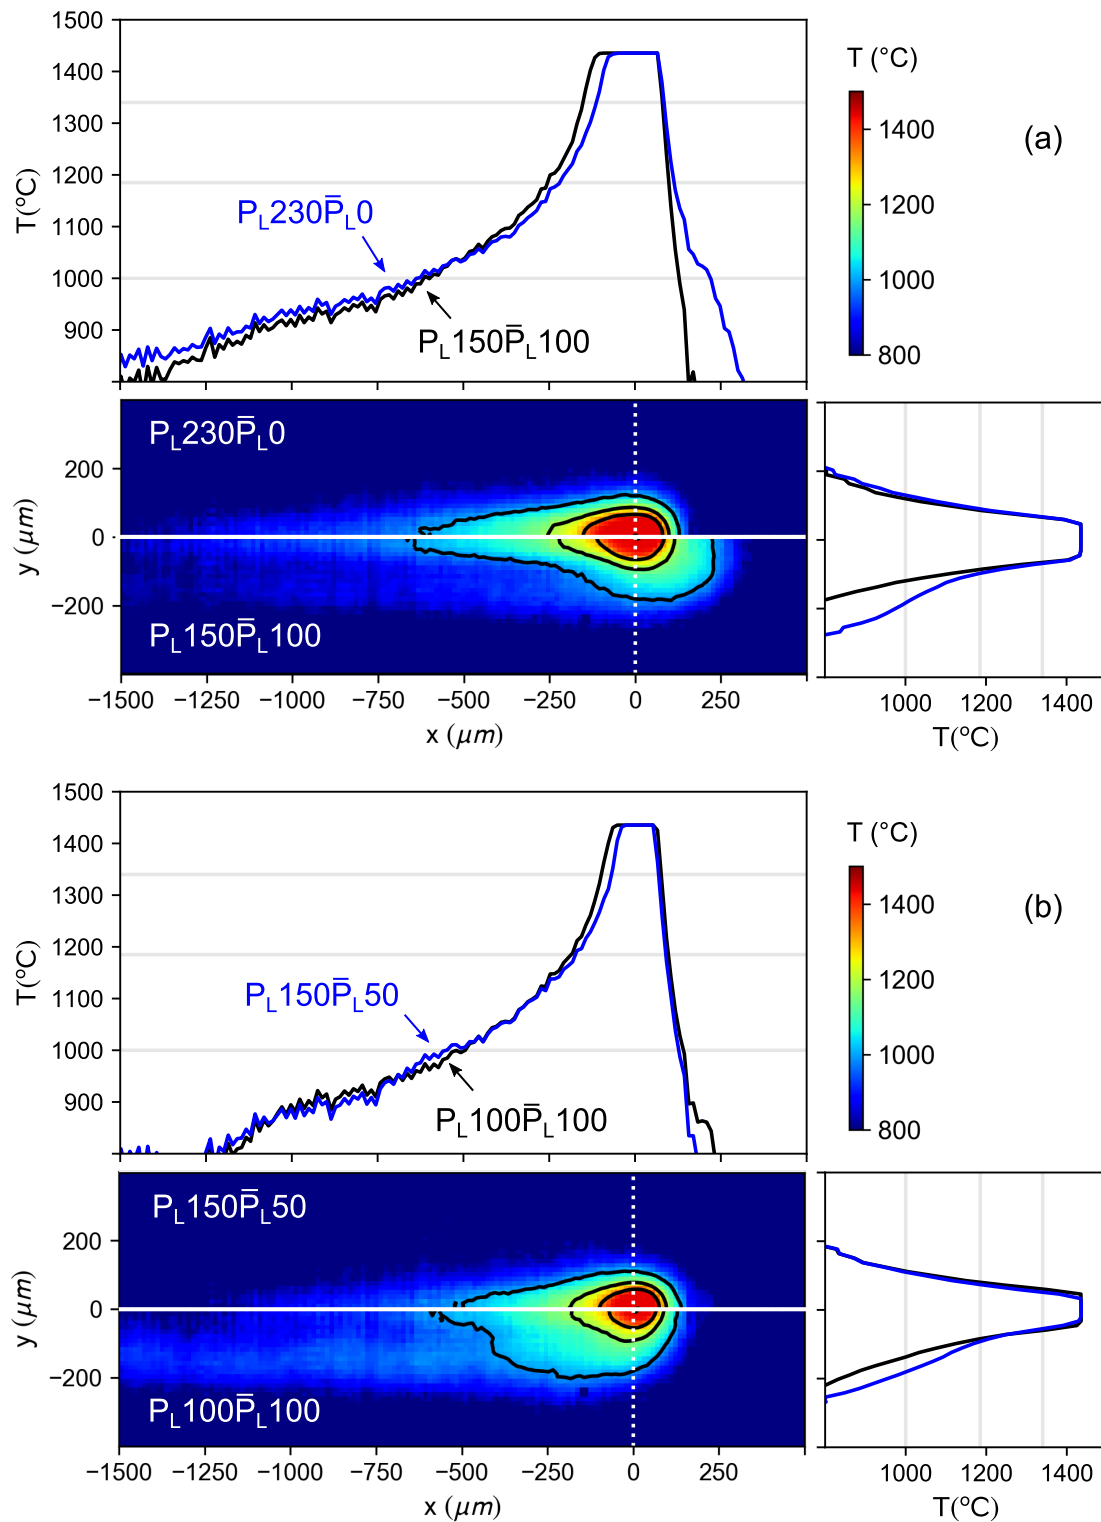 1500
1400
1300
1200
1100
1000
900
T(°C)
P_L230P̅_L0
P_L150P̅_L100
T (°C)
1400
1200
1000
800
(a)
P_L230P̅_L0
P_L150P̅_L100
200
0
−200
y (μm)
−1500 −1250 −1000 −750 −500 −250 0 250
x (μm)
1000 1200 1400
T(°C)
1500
1400
1300
1200
1100
1000
900
T(°C)
P_L150P̅_L50
P_L100P̅_L100
T (°C)
1400
1200
1000
800
(b)
P_L150P̅_L50
P_L100P̅_L100
200
0
−200
y (μm)
−1500 −1250 −1000 −750 −500 −250 0 250
x (μm)
1000 1200 1400
T(°C)